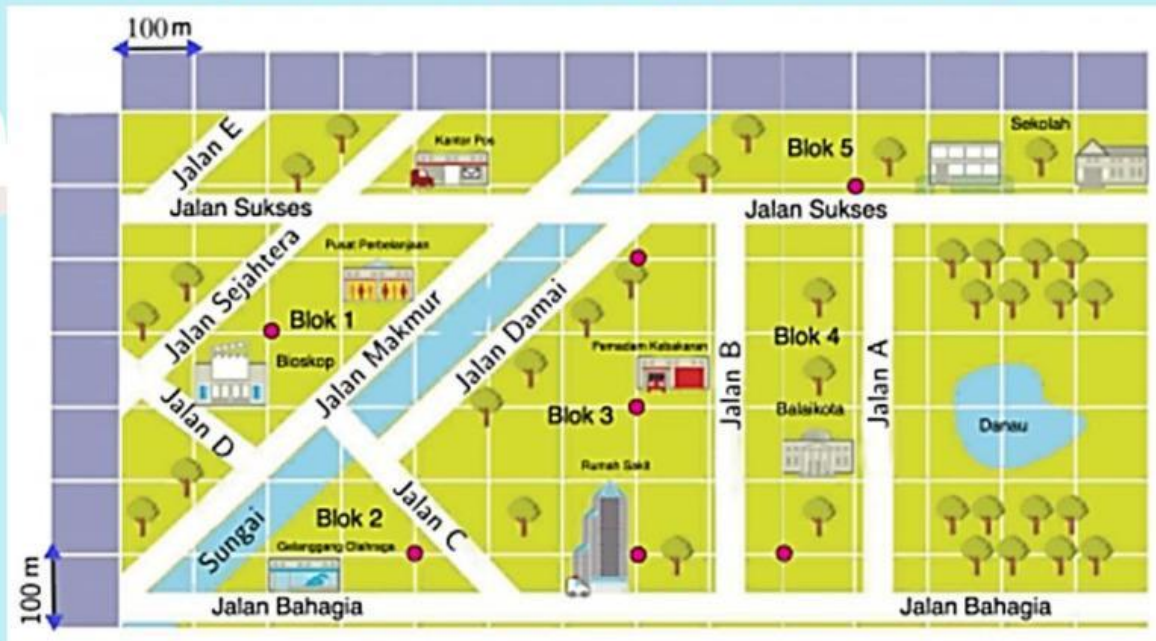 100 m
Jalan E
Kantor Pos
Blok 5
Sekolah
Jalan Sukses
Jalan Sukses
Jalan Sejahtera
Pusat Perbelanjaan
Blok 1
Bioskop
Jalan Makmur
Jalan Damai
Pemadam Kebakaran
Blok 4
Jalan B
Jalan A
Blok 3
Balaikota
Danau
Jalan D
Rumah Sakit
Jalan C
Blok 2
Sungai
Gelanggang Olahraga
100 m
Jalan Bahagia
Jalan Bahagia